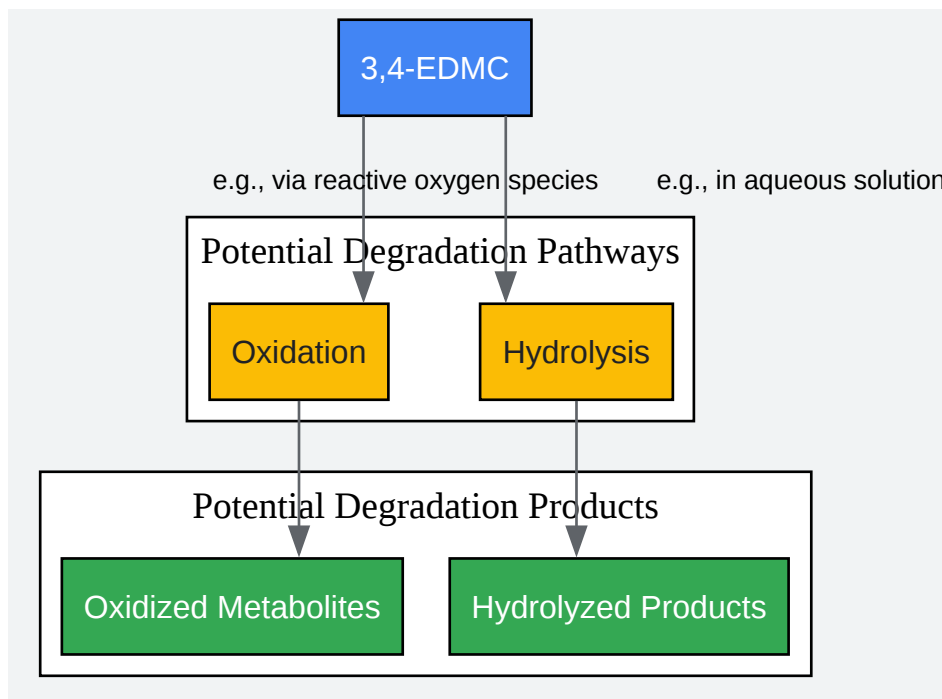 3,4-EDMC
e.g., via reactive oxygen species
e.g., in aqueous solution
Potential Degradation Pathways
Oxidation
Hydrolysis
Potential Degradation Products
Oxidized Metabolites
Hydrolyzed Products